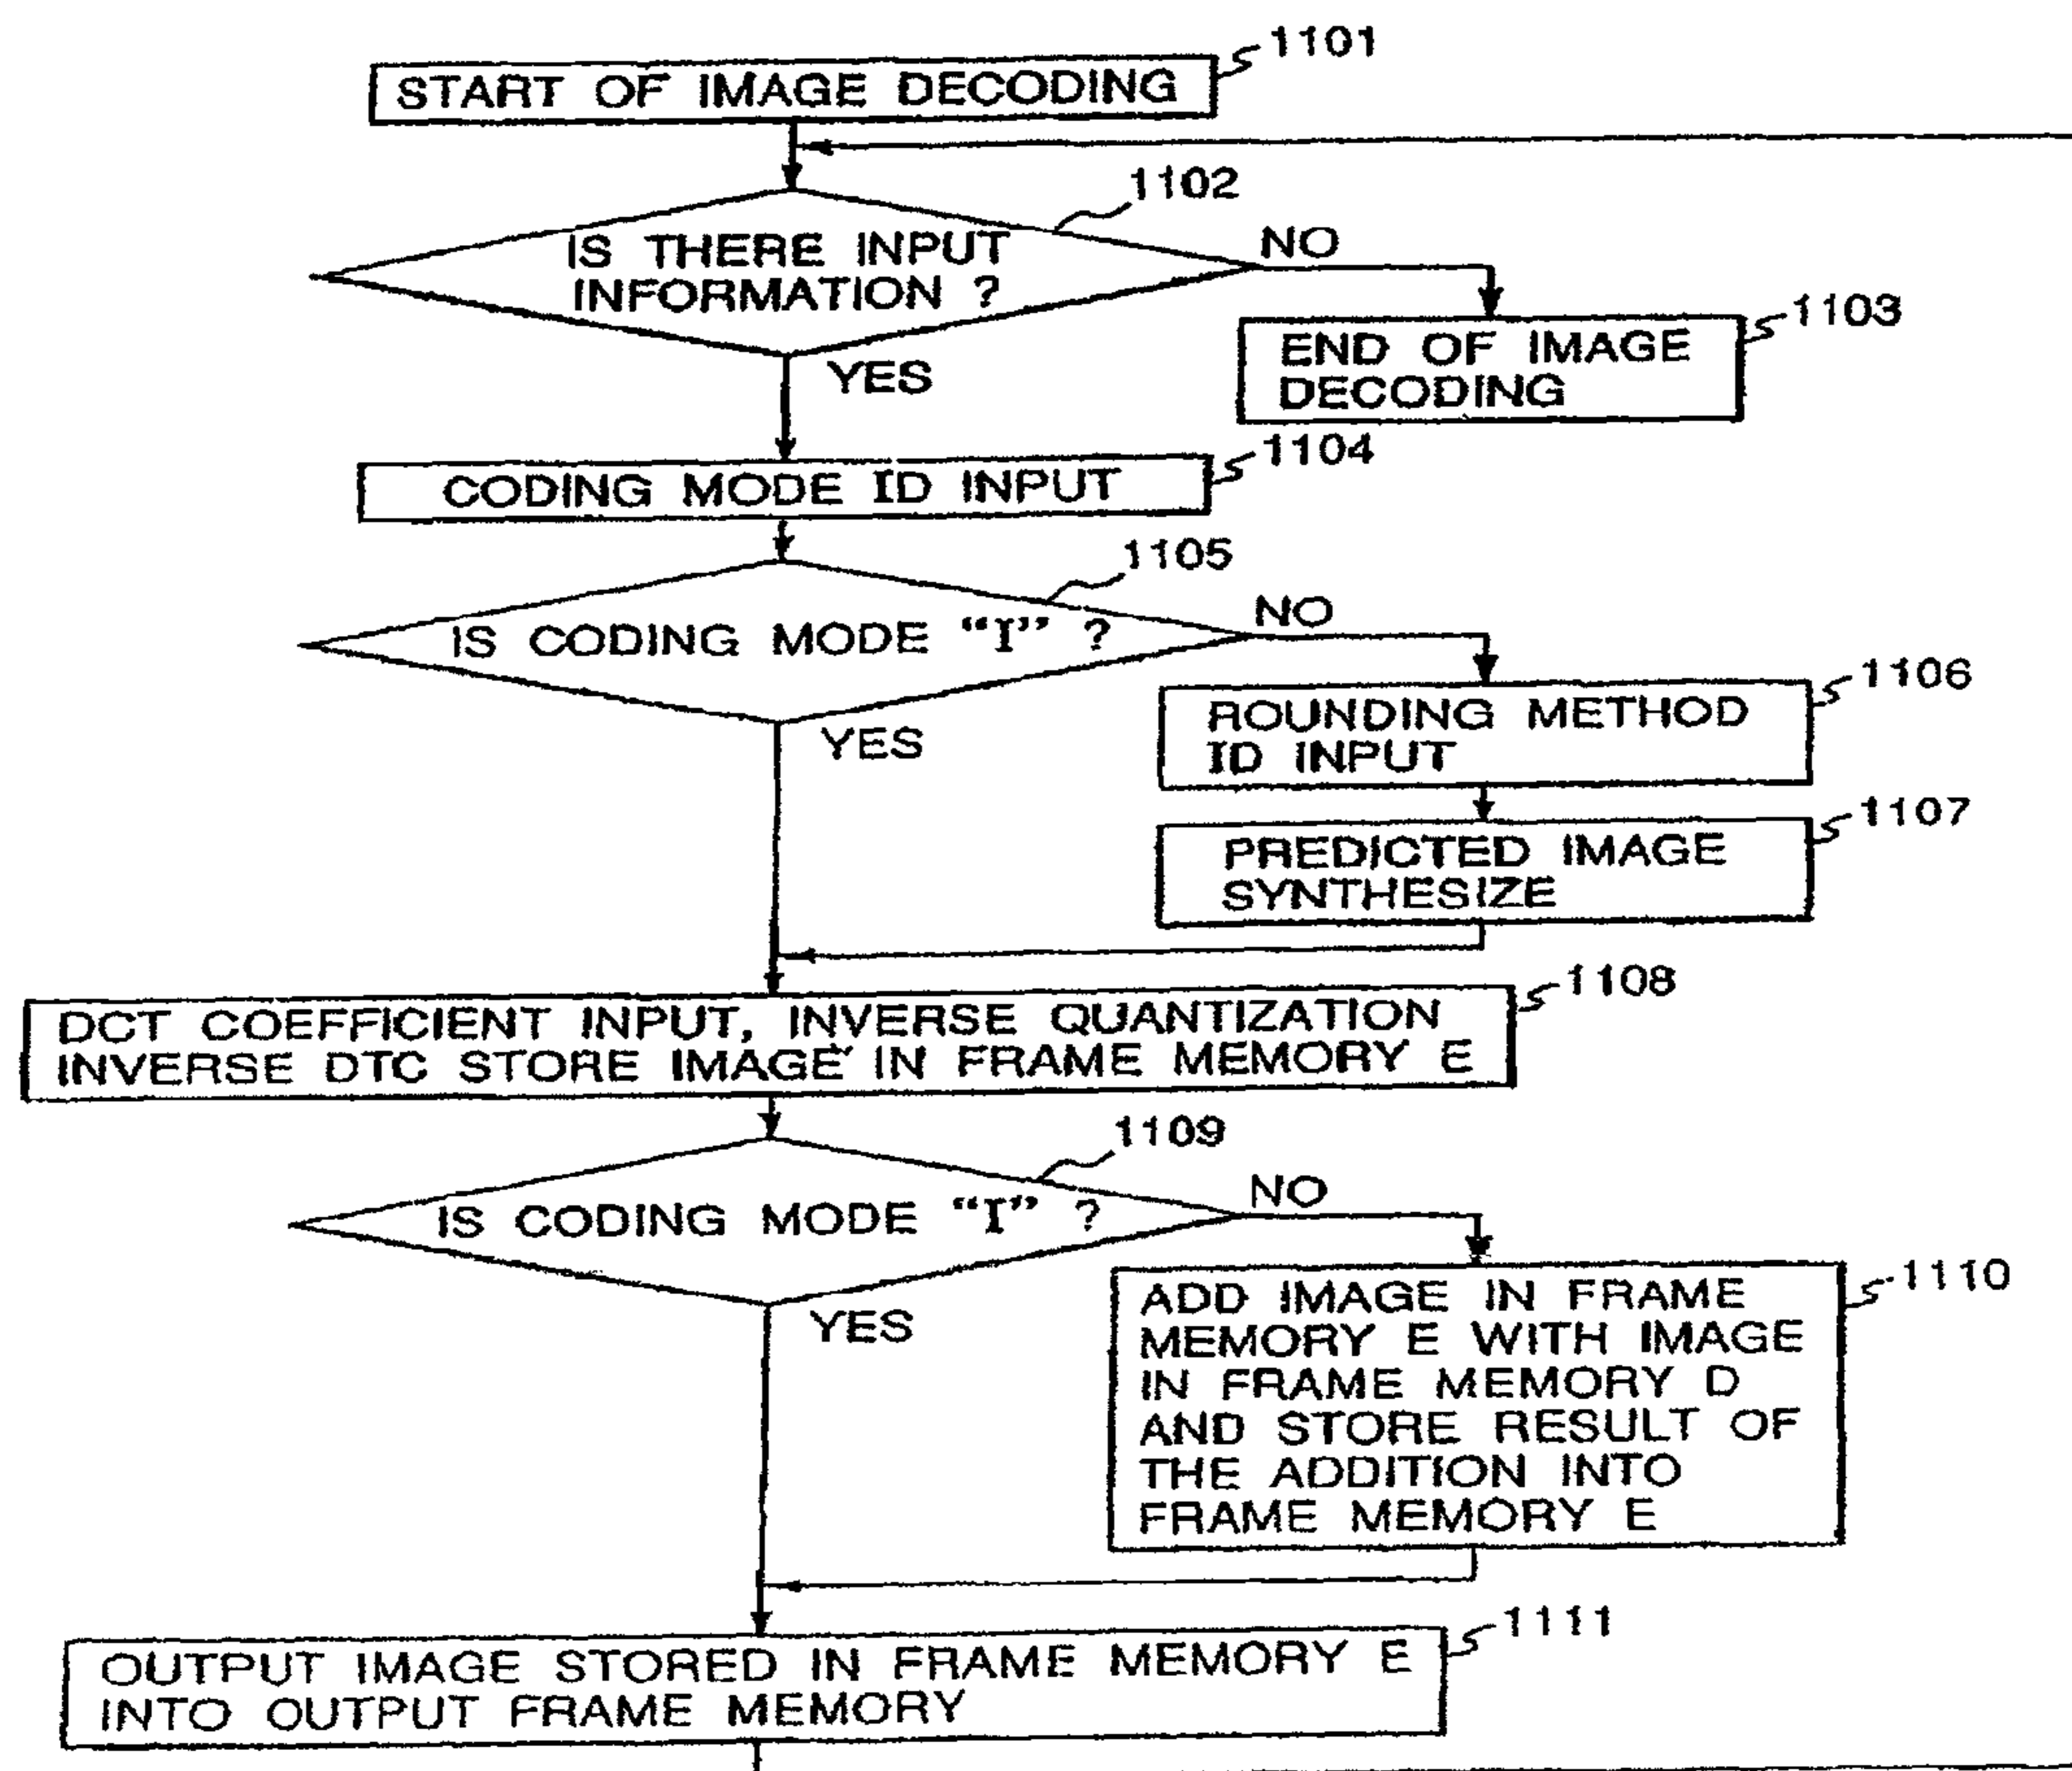 1101
START OF IMAGE DECODING
1102
IS THERE INPUT
INFORMATION ?
NO
YES
1103
END OF IMAGE
DECODING
1104
CODING MODE ID INPUT
1105
IS CODING MODE “I” ?
NO
YES
1106
ROUNDING METHOD
ID INPUT
1107
PREDICTED IMAGE
SYNTHESIZE
1108
DCT COEFFICIENT INPUT, INVERSE QUANTIZATION
INVERSE DTC STORE IMAGE IN FRAME MEMORY E
1109
IS CODING MODE “I” ?
NO
YES
1110
ADD IMAGE IN FRAME
MEMORY E WITH IMAGE
IN FRAME MEMORY D
AND STORE RESULT OF
THE ADDITION INTO
FRAME MEMORY E
1111
OUTPUT IMAGE STORED IN FRAME MEMORY E
INTO OUTPUT FRAME MEMORY